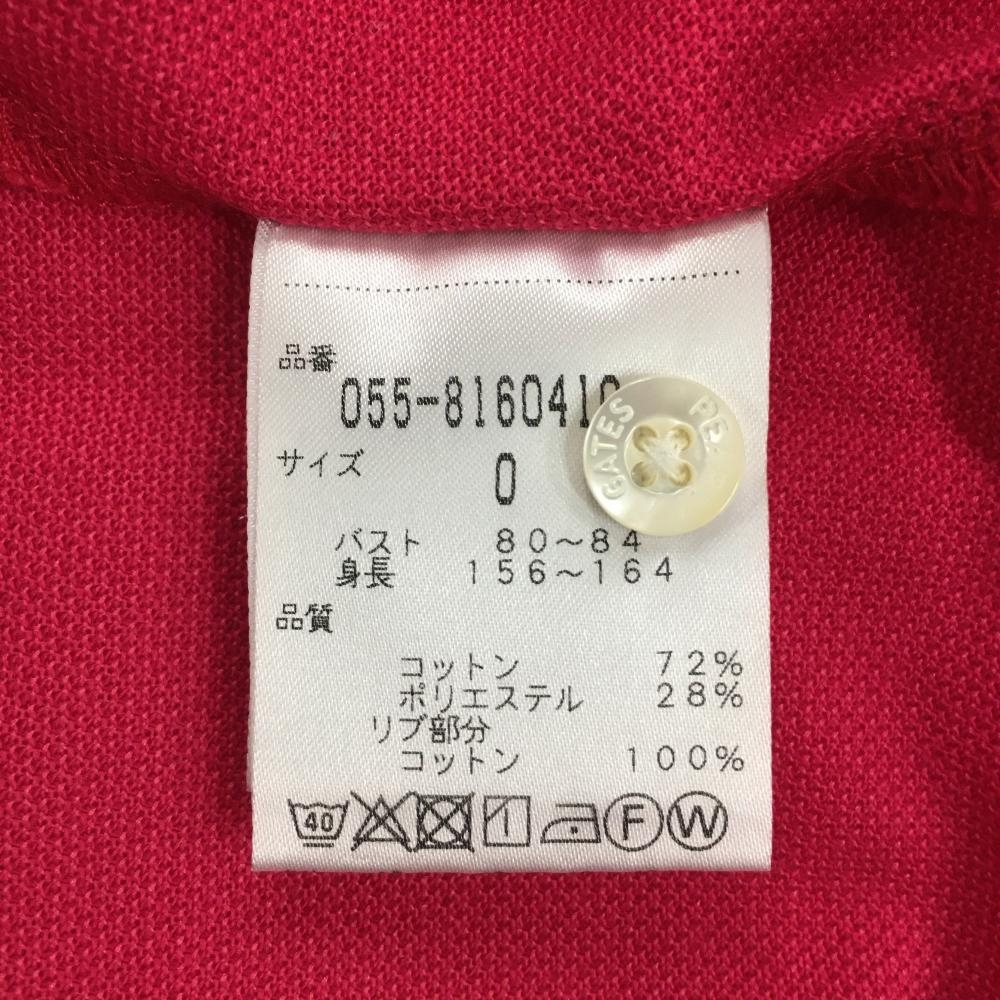 品番
055-8160410
サイズ
0
GATES PE
バスト 80〜84
身長 156〜164
品質
コットン 72%
ポリエステル 28%
リブ部分
コットン 100%
40 F W